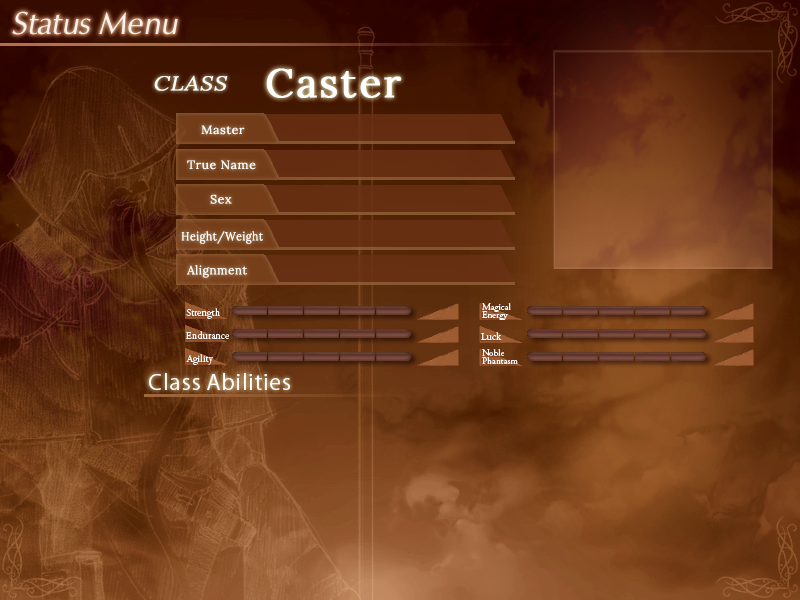 Status Menu
CLASS Caster
Master
True Name
Sex
Height/Weight
Alignment
Strength
Endurance
Agility
Magical
Energy
Luck
Noble
Phantasm
Class Abilities